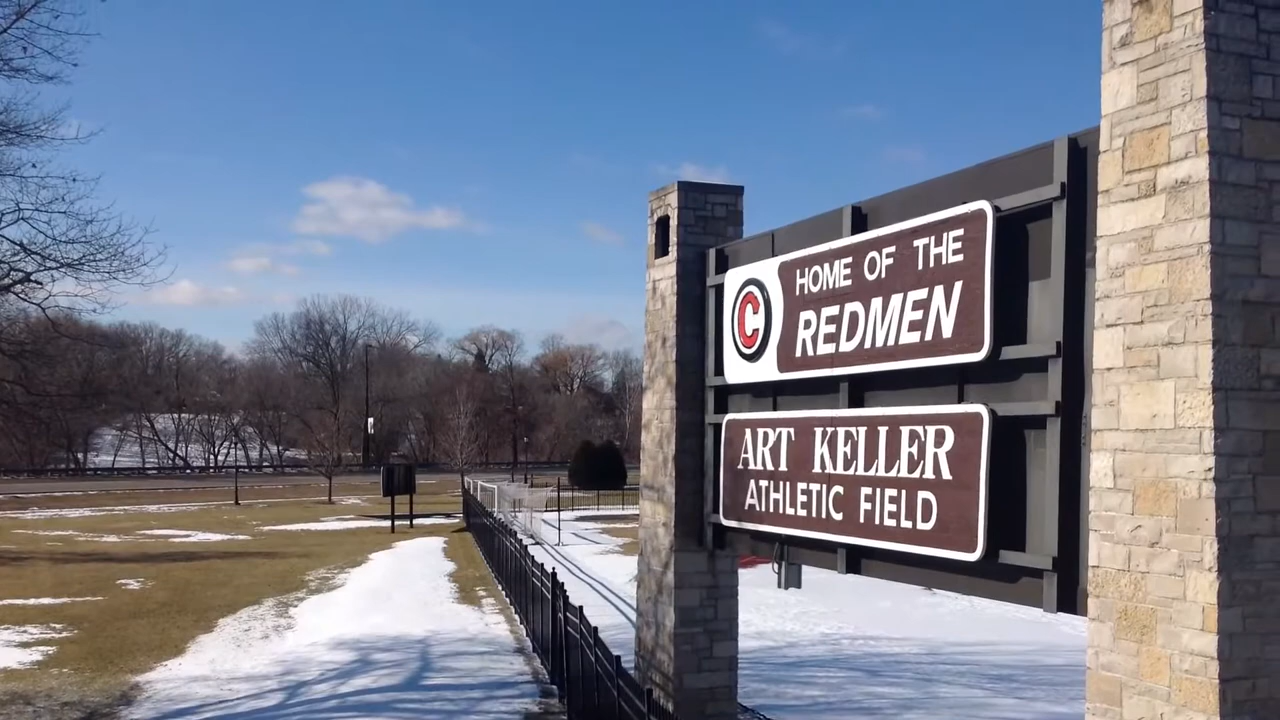 C
HOME OF THE
REDMEN
ART KELLER
ATHLETIC FIELD